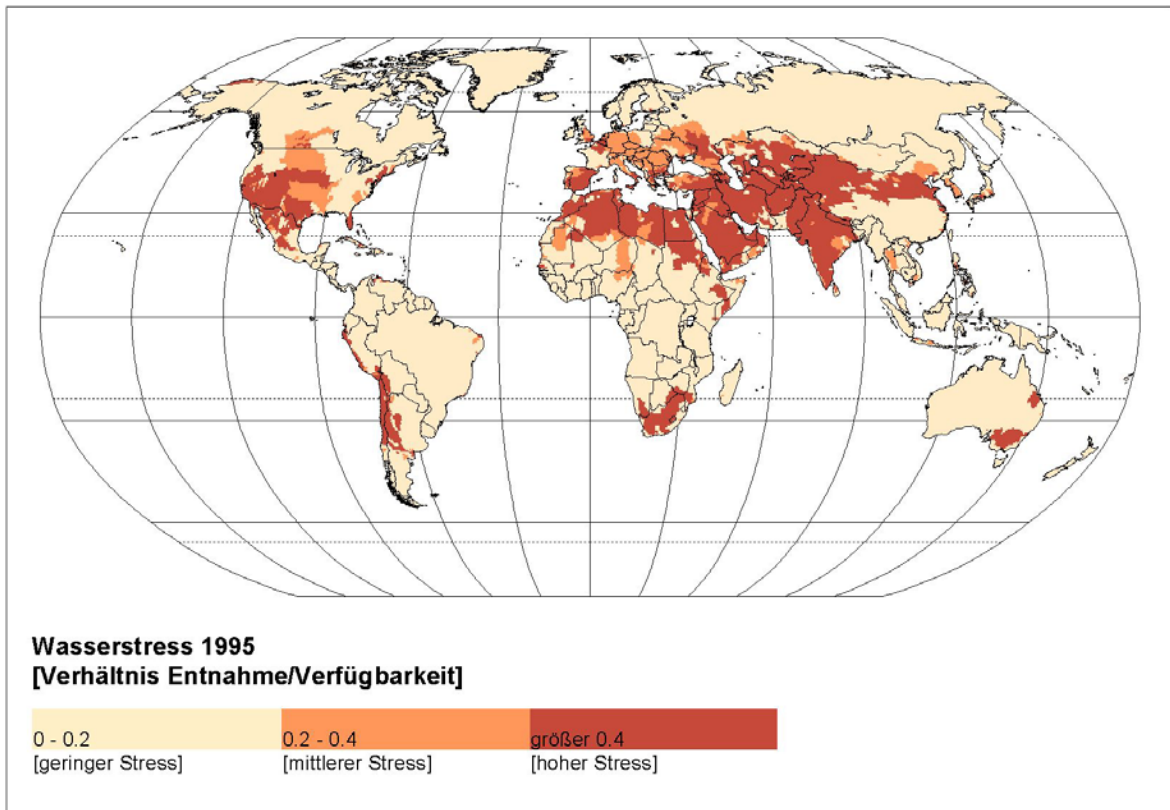 Wasserstress 1995
[Verhältnis Entnahme/Verfügbarkeit]
0 - 0.2 0.2 - 0.4 größer 0.4
[geringer Stress] [mittlerer Stress] [hoher Stress]